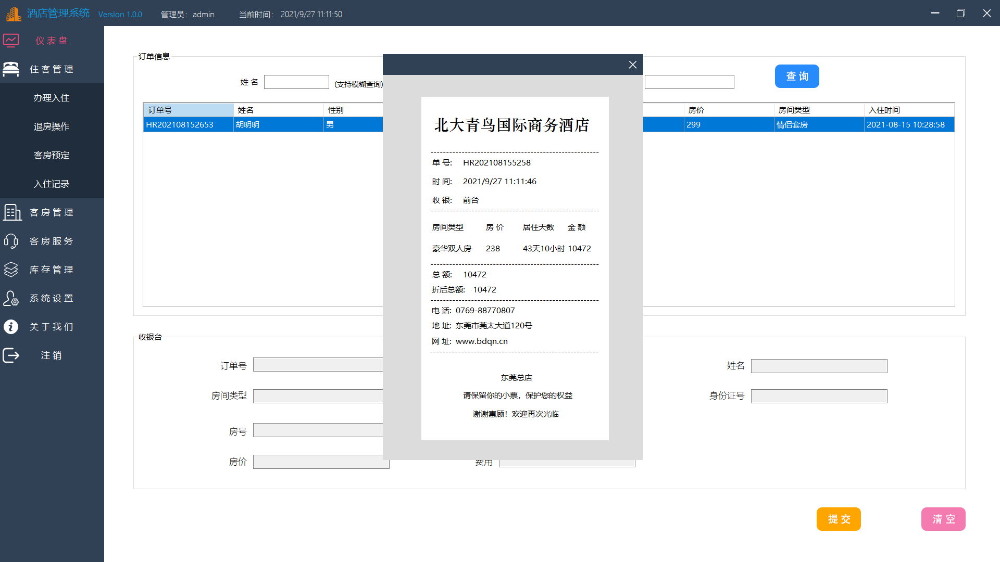 酒店管理系统 Version 1.0.0 管理员： admin 当前时间： 2021/9/27 11:11:50
仪 表 盘
住 客 管 理
办理入住
退房操作
客房预定
入住记录
客 房 管 理
客 房 服 务
库 存 管 理
系 统 设 置
关 于 我 们
注 销
订单信息
姓 名 (支持模糊查询)
查 询
订单号 姓名 性别 房价 房间类型 入住时间
HR202108152653 胡明明 男 299 情侣套房 2021-08-15 10:28:58
北大青鸟国际商务酒店
------------------------------------------------------
单 号: HR202108155258
时 间: 2021/9/27 11:11:46
收 银: 前台
------------------------------------------------------
房间类型 房 价 居住天数 金 额
豪华双人房 238 43天10小时 10472
------------------------------------------------------
总 额: 10472
折后总额: 10472
------------------------------------------------------
电 话: 0769-88770807
地 址: 东莞市莞太大道120号
网 址: www.bdqn.cn
------------------------------------------------------
东莞总店
请保留你的小票，保护您的权益
谢谢惠顾！欢迎再次光临
收银台
订单号 姓名
房间类型 身份证号
房号
房价 费用
提 交 清 空